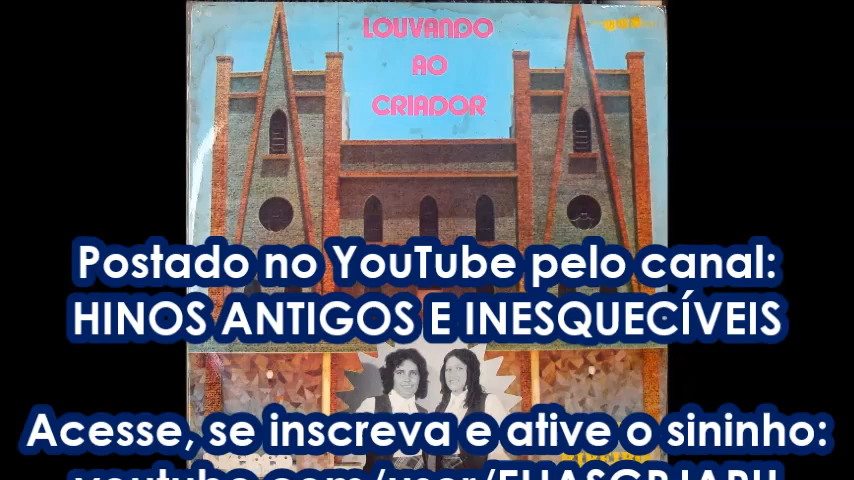 LOUVANDO
AO
CRIADOR
Postado no YouTube pelo canal:
HINOS ANTIGOS E INESQUECÍVEIS
Acesse, se inscreva e ative o sininho: